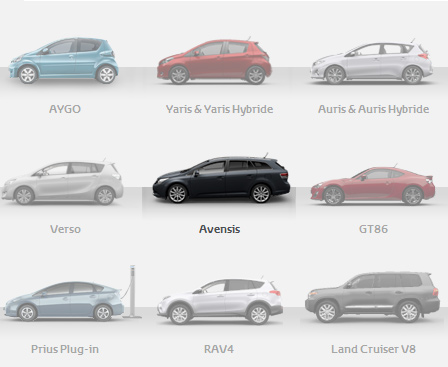 AYGO
Yaris & Yaris Hybride
Auris & Auris Hybride
Verso
Avensis
GT86
Prius Plug-in
RAV4
Land Cruiser V8